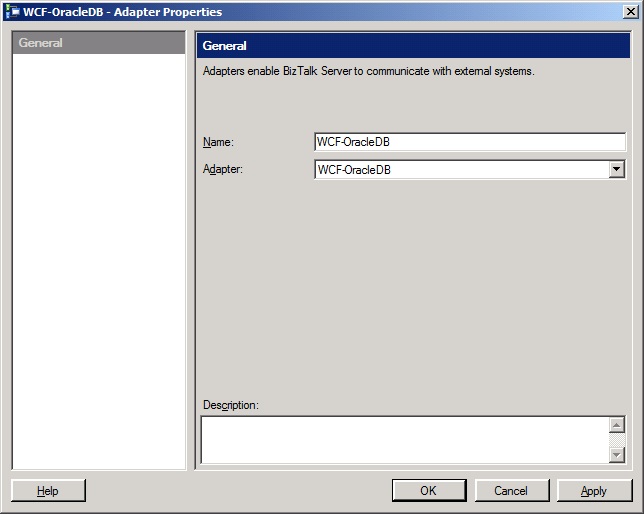 WCF-OracleDB - Adapter Properties
General
General
Adapters enable BizTalk Server to communicate with external systems.
Name: WCF-OracleDB
Adapter: WCF-OracleDB
Description:
Help OK Cancel Apply